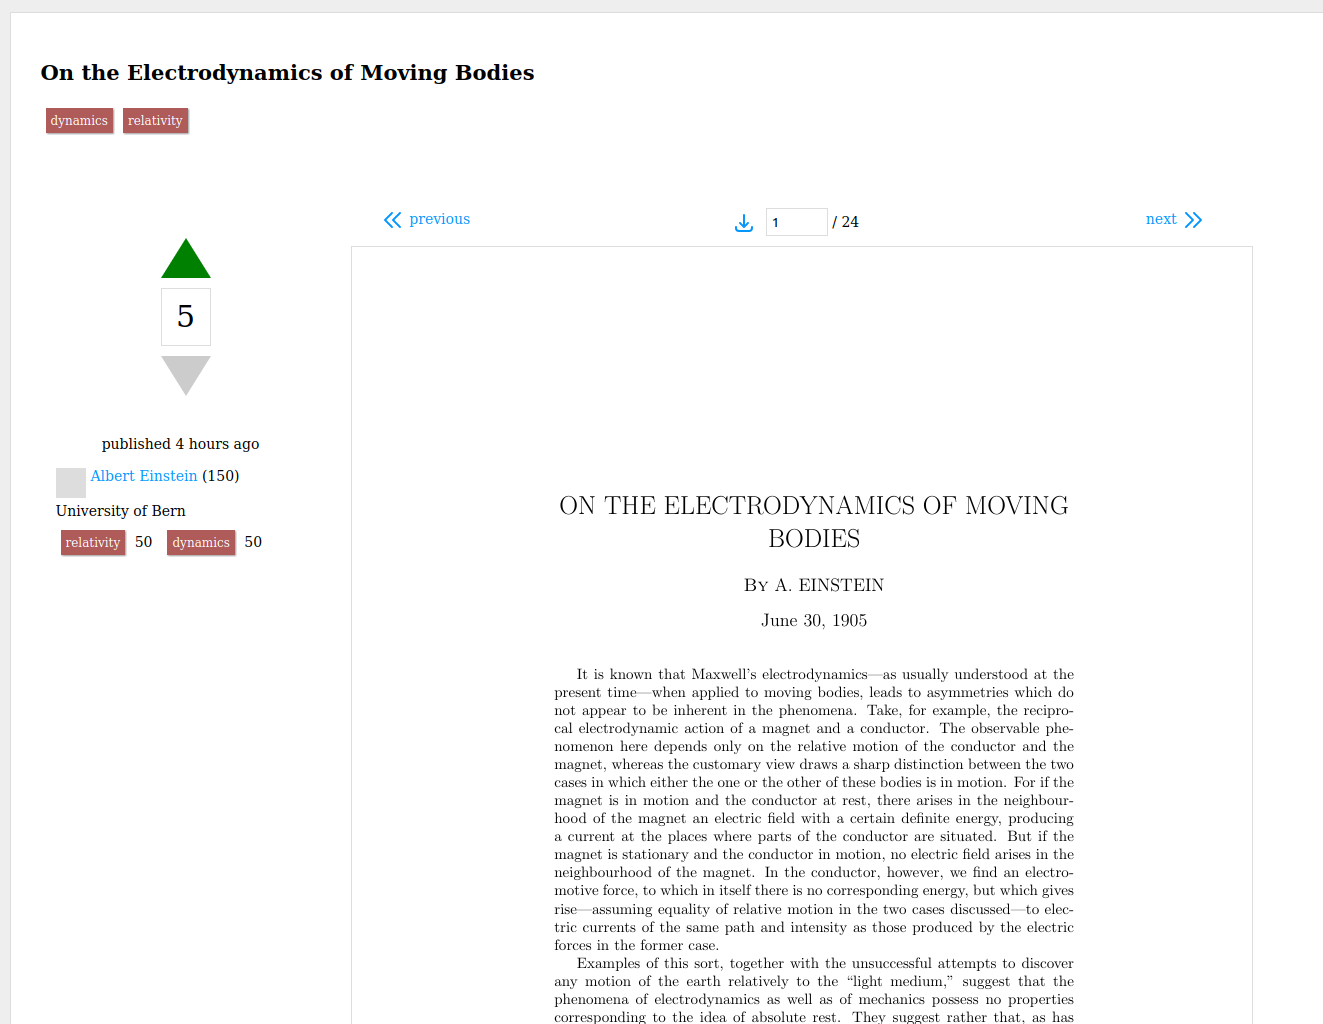 On the Electrodynamics of Moving Bodies
dynamics relativity
previous 1 / 24 next
5
published 4 hours ago
Albert Einstein (150)
University of Bern
relativity 50 dynamics 50
ON THE ELECTRODYNAMICS OF MOVING
BODIES
By A. EINSTEIN
June 30, 1905
It is known that Maxwell's electrodynamics—as usually understood at the
present time—when applied to moving bodies, leads to asymmetries which do
not appear to be inherent in the phenomena. Take, for example, the recipro-
cal electrodynamic action of a magnet and a conductor. The observable phe-
nomenon here depends only on the relative motion of the conductor and the
magnet, whereas the customary view draws a sharp distinction between the two
cases in which either the one or the other of these bodies is in motion. For if the
magnet is in motion and the conductor at rest, there arises in the neighbour-
hood of the magnet an electric field with a certain definite energy, producing
a current at the places where parts of the conductor are situated. But if the
magnet is stationary and the conductor in motion, no electric field arises in the
neighbourhood of the magnet. In the conductor, however, we find an electro-
motive force, to which in itself there is no corresponding energy, but which gives
rise—assuming equality of relative motion in the two cases discussed—to elec-
tric currents of the same path and intensity as those produced by the electric
forces in the former case.
Examples of this sort, together with the unsuccessful attempts to discover
any motion of the earth relatively to the “light medium,” suggest that the
phenomena of electrodynamics as well as of mechanics possess no properties
corresponding to the idea of absolute rest. They suggest rather that, as has